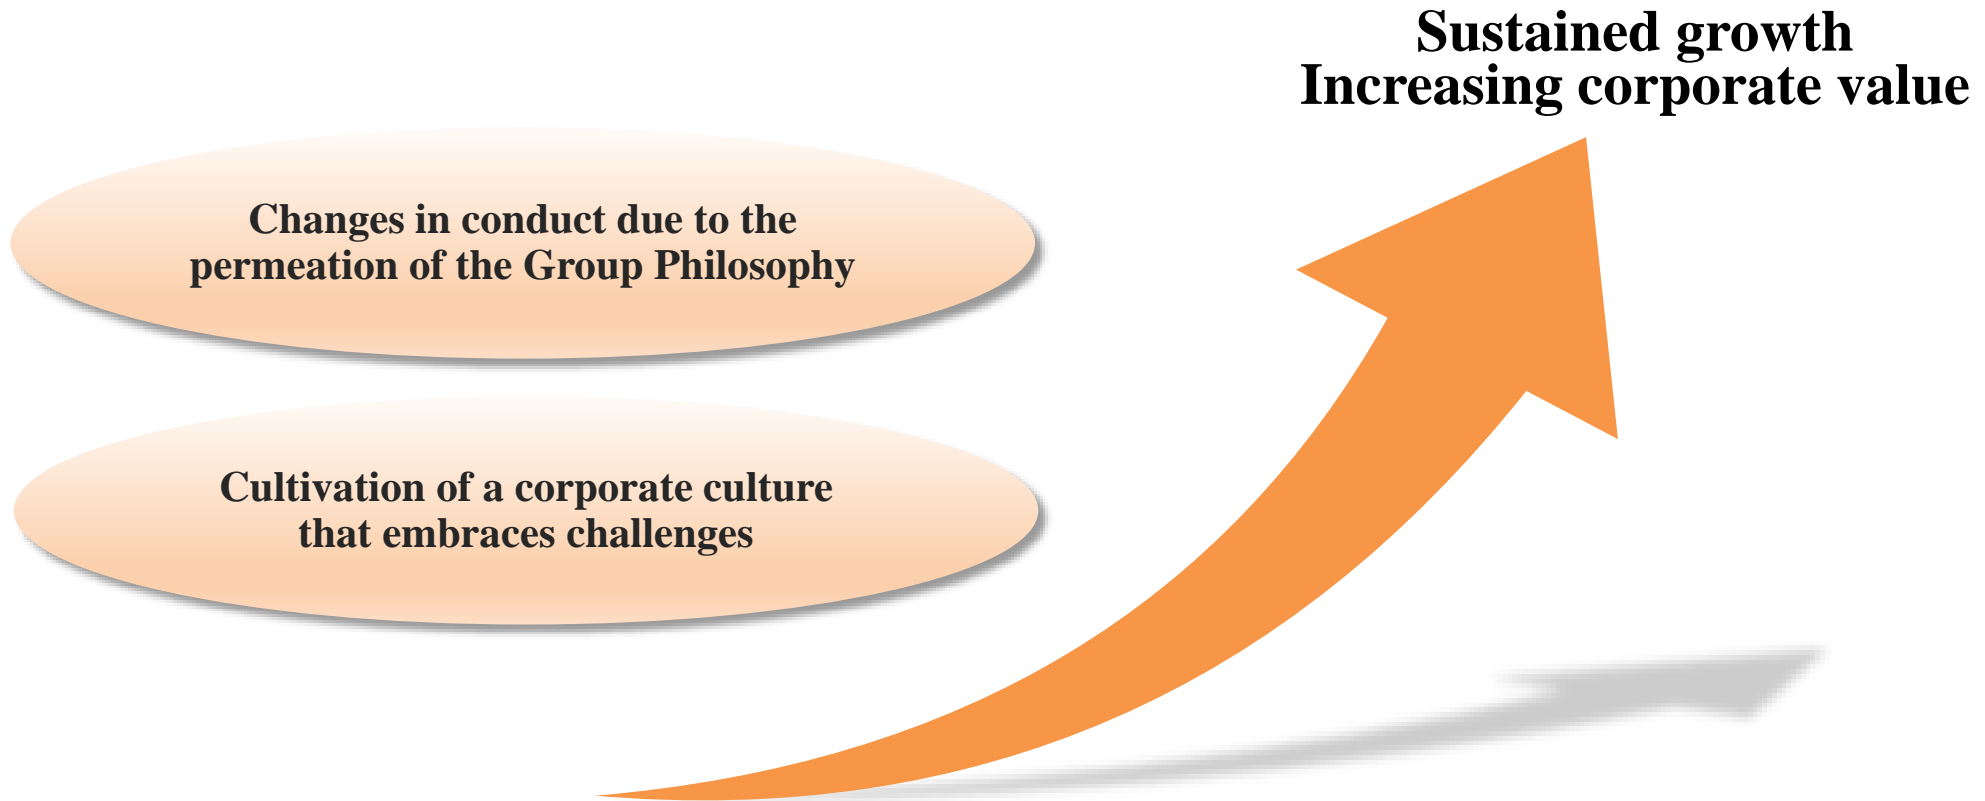 Sustained growth
Increasing corporate value
Changes in conduct due to the
permeation of the Group Philosophy
Cultivation of a corporate culture
that embraces challenges